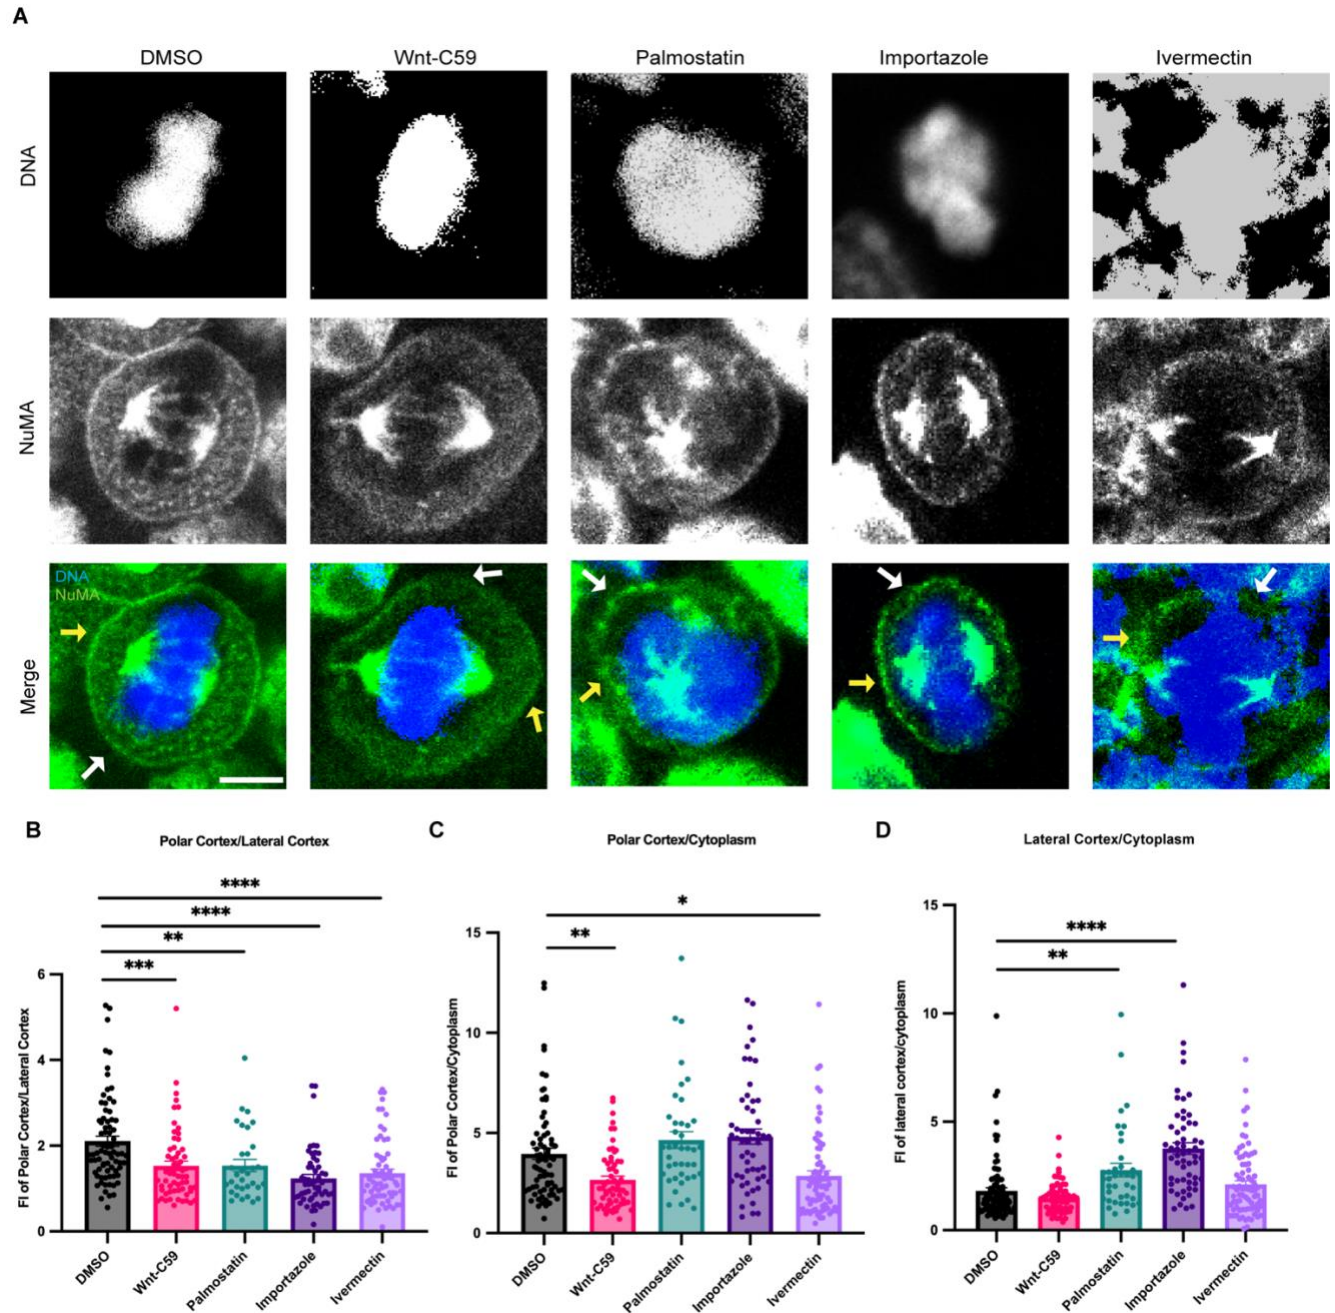 A
DMSO
Wnt-C59
Palmostatin
Importazole
Ivermectin
DNA
NuMA
Merge
DNA
NuMA
B
Polar Cortex/Lateral Cortex
****
****
**
***
FI of Polar Cortex/Lateral Cortex
6
4
2
0
DMSO
Wnt-C59
Palmostatin
Importazole
Ivermectin
C
Polar Cortex/Cytoplasm
*
**
FI of Polar Cortex/Cytoplasm
15
10
5
0
DMSO
Wnt-C59
Palmostatin
Importazole
Ivermectin
D
Lateral Cortex/Cytoplasm
****
**
FI of lateral cortex/cytoplasm
15
10
5
0
DMSO
Wnt-C59
Palmostatin
Importazole
Ivermectin